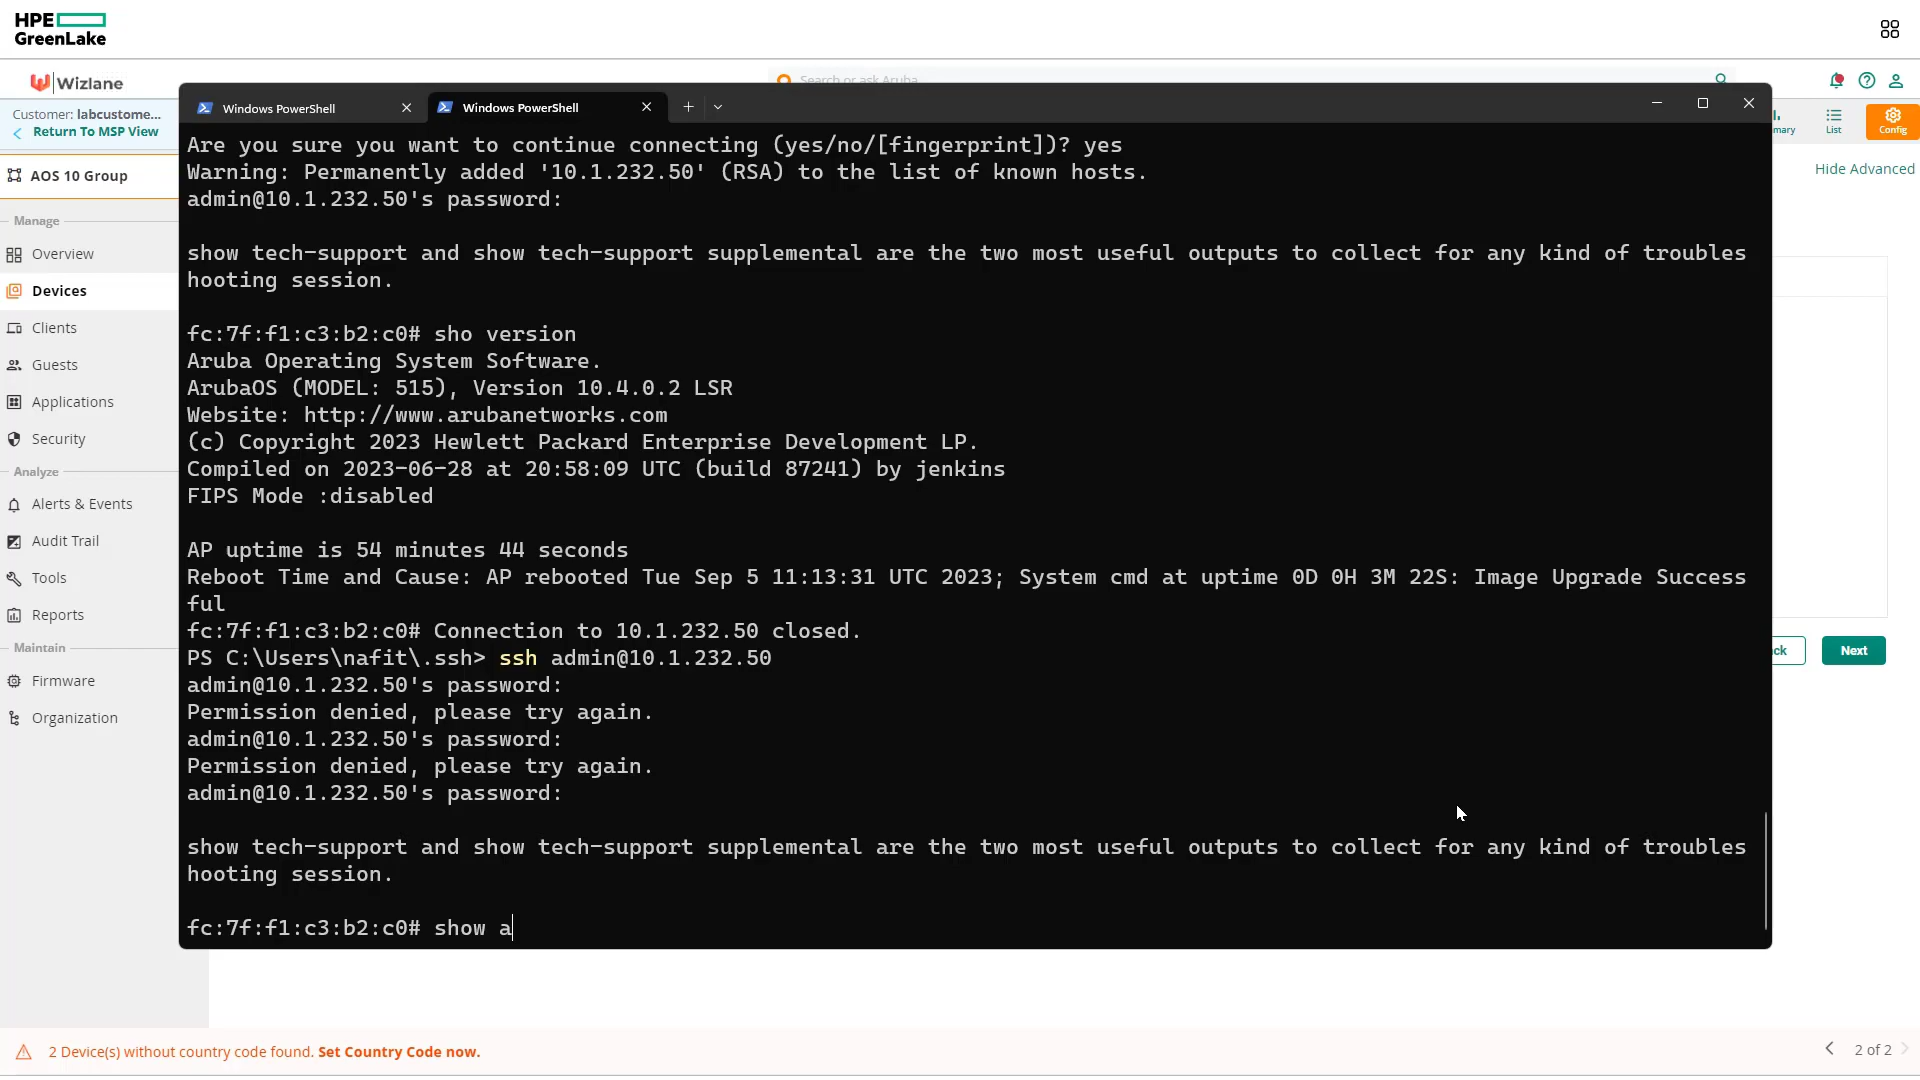 HPE
GreenLake
Wizlane
Search or ask Aruba
Customer: labcustome...
Return To MSP View
AOS 10 Group
Manage
Overview
Devices
Clients
Guests
Applications
Security
Analyze
Alerts & Events
Audit Trail
Tools
Reports
Maintain
Firmware
Organization
Windows PowerShell
Windows PowerShell
Are you sure you want to continue connecting (yes/no/[fingerprint])? yes
Warning: Permanently added '10.1.232.50' (RSA) to the list of known hosts.
admin@10.1.232.50's password:
show tech-support and show tech-support supplemental are the two most useful outputs to collect for any kind of troubles
hooting session.
fc:7f:f1:c3:b2:c0# sho version
Aruba Operating System Software.
ArubaOS (MODEL: 515), Version 10.4.0.2 LSR
Website: http://www.arubanetworks.com
(c) Copyright 2023 Hewlett Packard Enterprise Development LP.
Compiled on 2023-06-28 at 20:58:09 UTC (build 87241) by jenkins
FIPS Mode :disabled
AP uptime is 54 minutes 44 seconds
Reboot Time and Cause: AP rebooted Tue Sep 5 11:13:31 UTC 2023; System cmd at uptime 0D 0H 3M 22S: Image Upgrade Success
ful
fc:7f:f1:c3:b2:c0# Connection to 10.1.232.50 closed.
PS C:\Users\nafit\.ssh> ssh admin@10.1.232.50
admin@10.1.232.50's password:
Permission denied, please try again.
admin@10.1.232.50's password:
Permission denied, please try again.
admin@10.1.232.50's password:
show tech-support and show tech-support supplemental are the two most useful outputs to collect for any kind of troubles
hooting session.
fc:7f:f1:c3:b2:c0# show a
mary
List
Config
Hide Advanced
ck
Next
2 Device(s) without country code found. Set Country Code now.
2 of 2